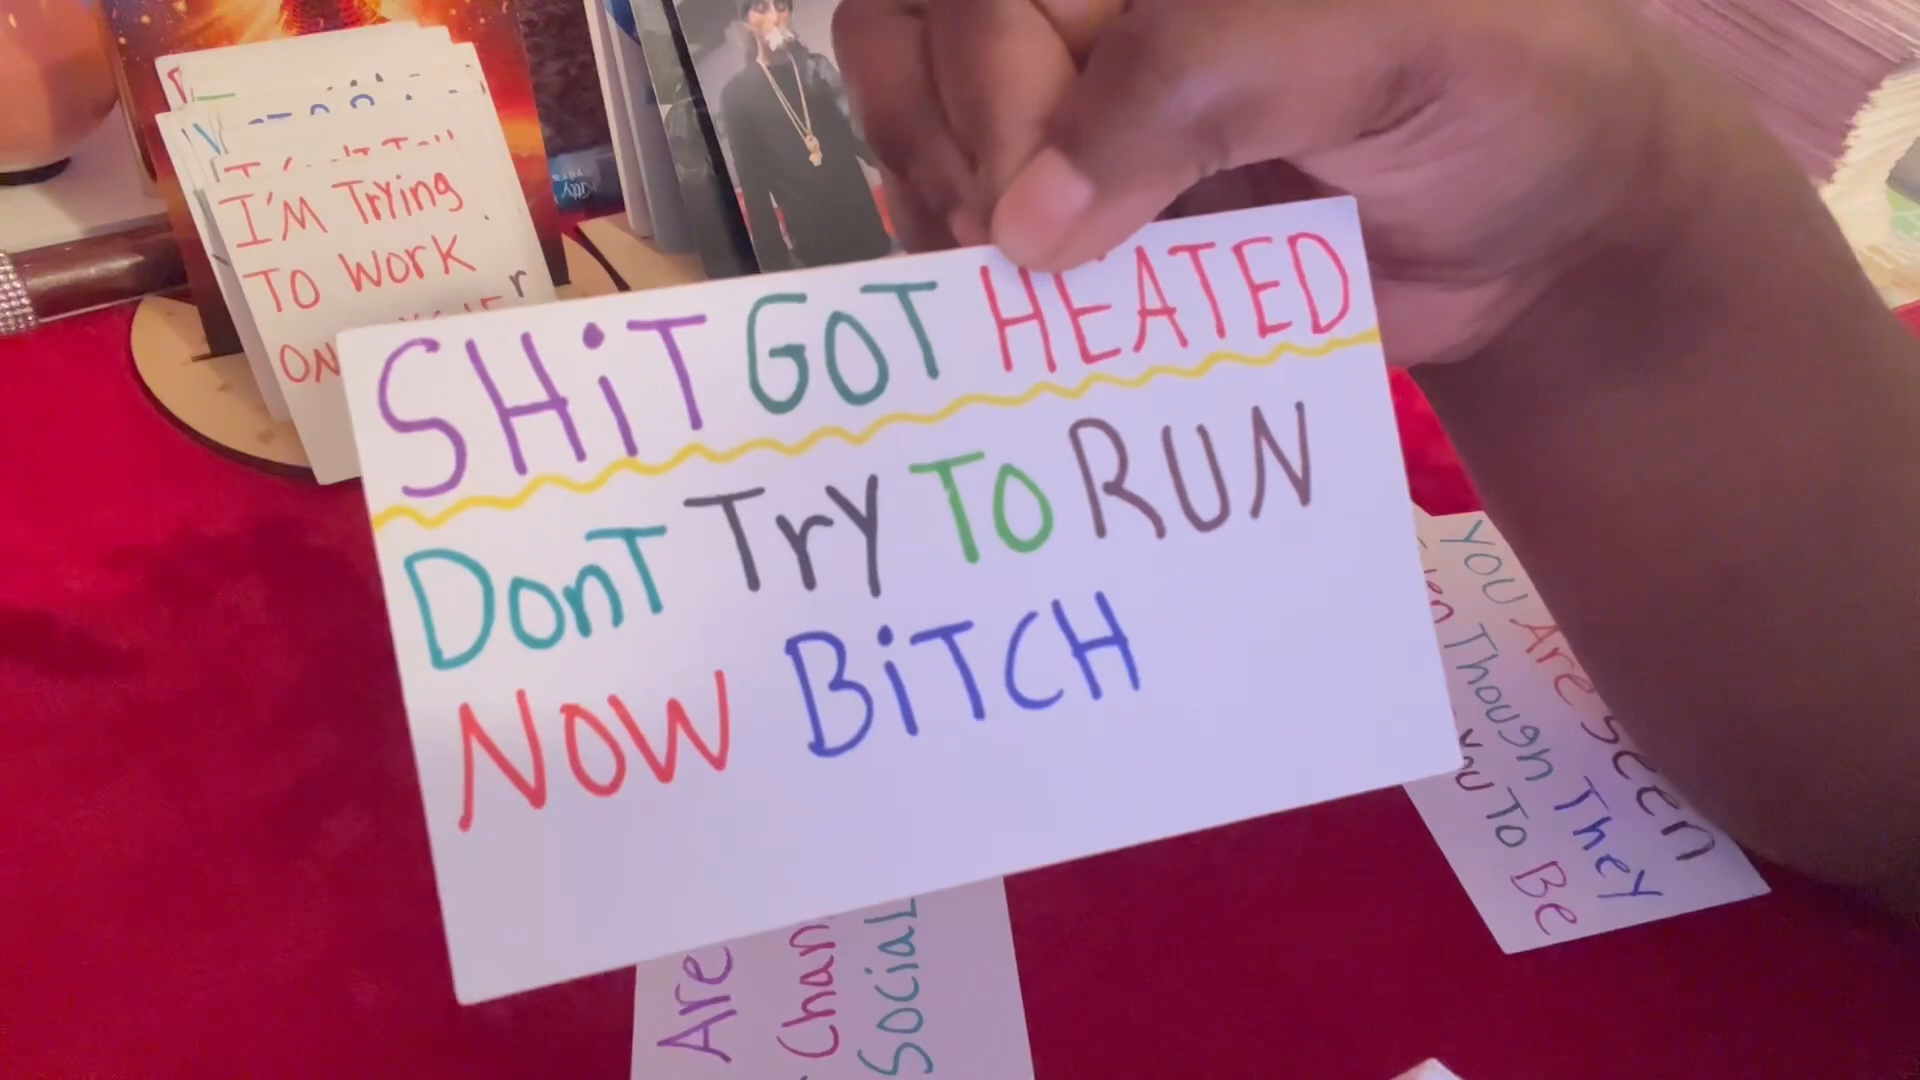 I'M Trying
TO WORK
ON
SHiT GOT HEATED
DonT Try To RUN
NOW BiTCH
YOU Are Seen
Though They
you To Be
Are
Chan
Social